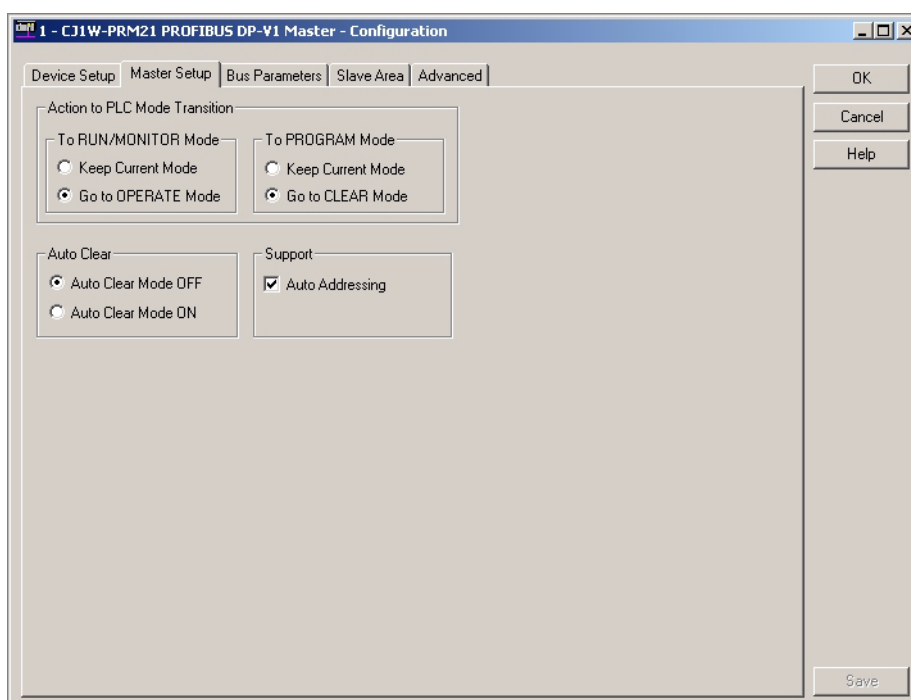 1 - CJ1W-PRM21 PROFIBUS DP-V1 Master - Configuration
Device Setup Master Setup Bus Parameters Slave Area Advanced
OK
Cancel
Help
Action to PLC Mode Transition
To RUN/MONITOR Mode
Keep Current Mode
Go to OPERATE Mode
To PROGRAM Mode
Keep Current Mode
Go to CLEAR Mode
Auto Clear
Auto Clear Mode OFF
Auto Clear Mode ON
Support
Auto Addressing
Save